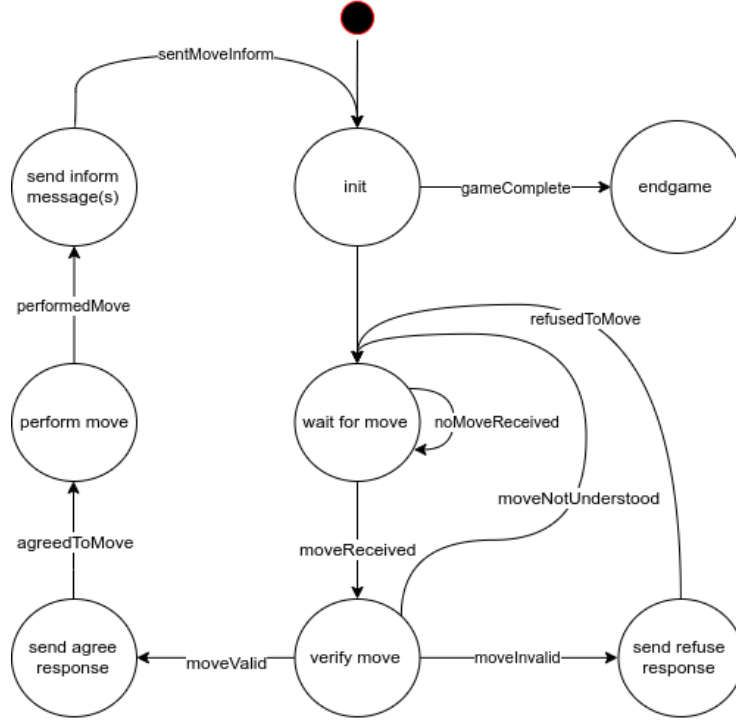 sentMoveInform
send inform
message(s)
init
gameComplete
endgame
performedMove
refusedToMove
perform move
wait for move
noMoveReceived
moveNotUnderstood
agreedToMove
moveReceived
send agree
response
moveValid
verify move
moveInvalid
send refuse
response